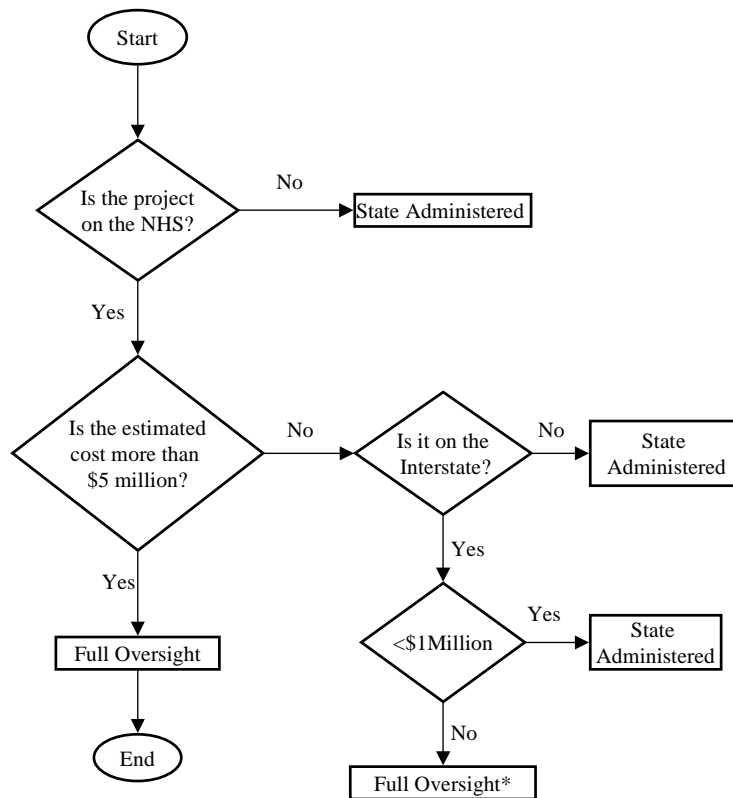 Start
Is the project
on the NHS?
No
State Administered
Yes
Is the estimated
cost more than
$5 million?
No
Is it on the
Interstate?
No
State
Administered
Yes
Yes
Full Oversight
<$1Million
Yes
State
Administered
End
No
Full Oversight*